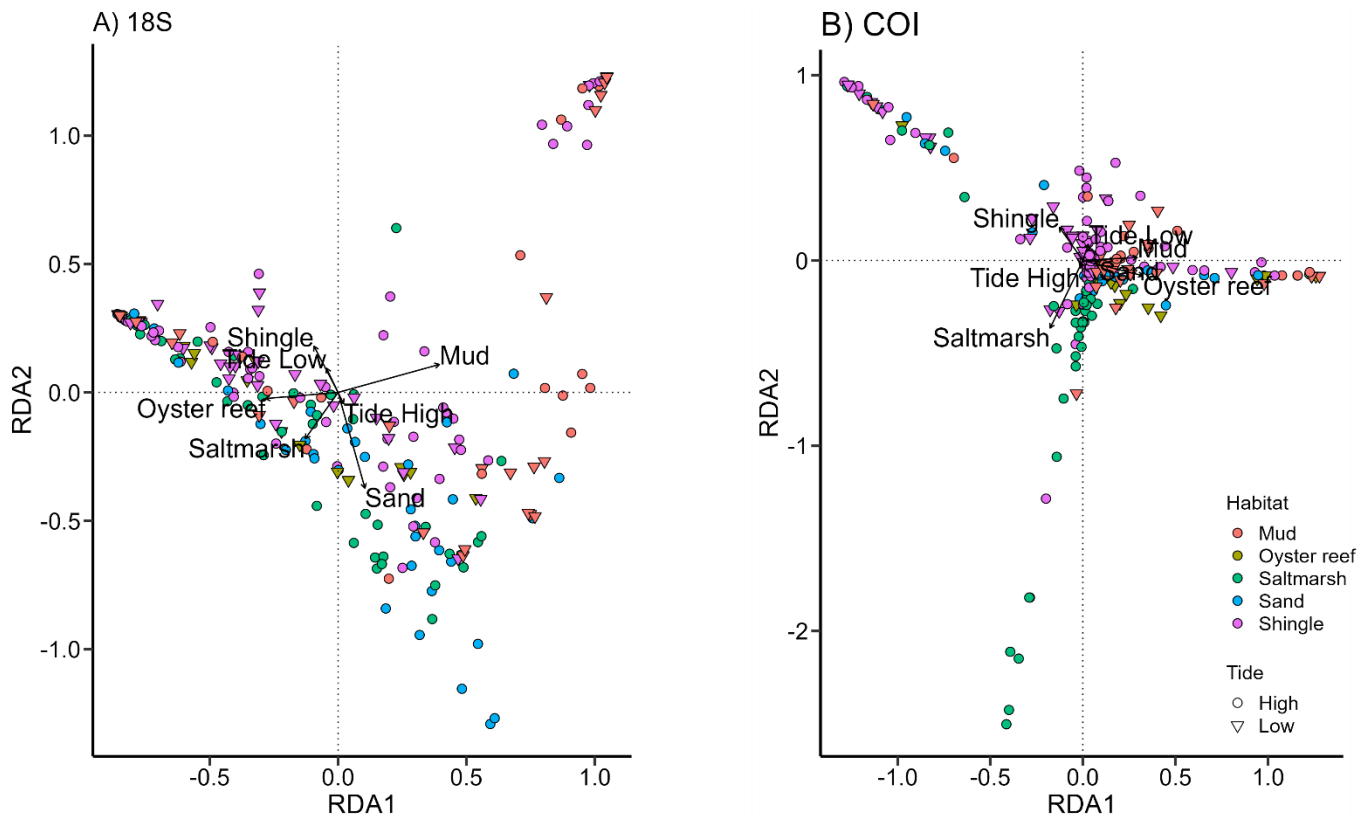 A) 18S
RDA2
1.0
0.5
0.0
-0.5
-1.0
Shingle
Tide Low
Mud
Oyster reef
Tide High
Saltmarsh
Sand
-0.5
0.0
0.5
1.0
RDA1
B) COI
RDA2
1
0
-1
-2
Shingle
Tide Low
Mud
Tide High
Sand
Oyster reef
Saltmarsh
-1.0
-0.5
0.0
0.5
1.0
RDA1
Habitat
Mud
Oyster reef
Saltmarsh
Sand
Shingle
Tide
High
Low